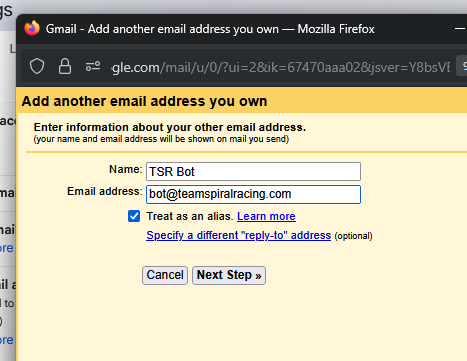 gs
Gmail - Add another email address you own — Mozilla Firefox
gle.com/mail/u/0/?ui=2&ik=67470aaa02&jsver=Y8bsVl
Add another email address you own
Enter information about your other email address.
(your name and email address will be shown on mail you send)
Name: TSR Bot
Email address: bot@teamspiralracing.com
Treat as an alias. Learn more
Specify a different "reply-to" address (optional)
Cancel Next Step »